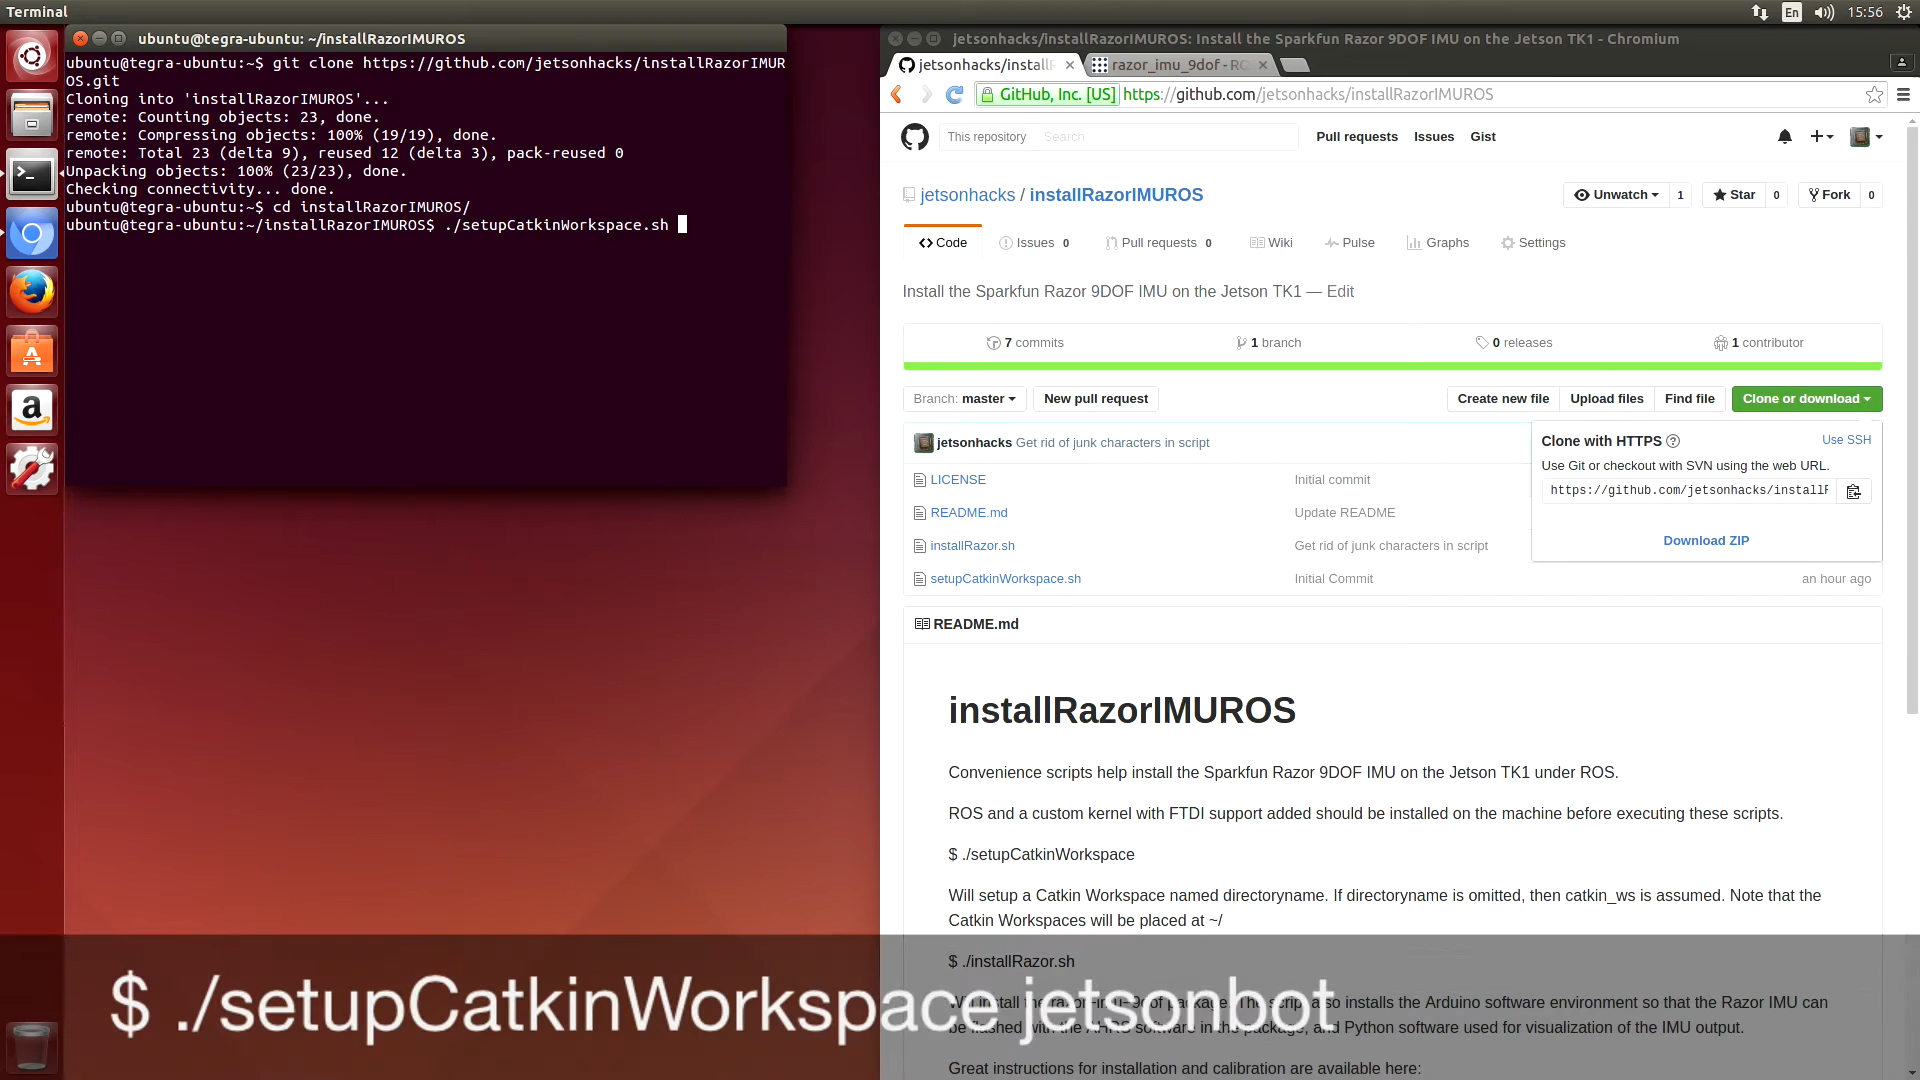 Terminal
En
15:56
ubuntu@tegra-ubuntu: ~/installRazorIMUROS
ubuntu@tegra-ubuntu:~$ git clone https://github.com/jetsonhacks/installRazorIMUR
OS.git
Cloning into 'installRazorIMUROS'...
remote: Counting objects: 23, done.
remote: Compressing objects: 100% (19/19), done.
remote: Total 23 (delta 9), reused 12 (delta 3), pack-reused 0
Unpacking objects: 100% (23/23), done.
Checking connectivity... done.
ubuntu@tegra-ubuntu:~$ cd installRazorIMUROS/
ubuntu@tegra-ubuntu:~/installRazorIMUROS$ ./setupCatkinWorkspace.sh
jetsonhacks/installRazorIMUROS: Install the Sparkfun Razor 9DOF IMU on the Jetson TK1 - Chromium
jetsonhacks/install
razor_imu_9dof - RO
GitHub, Inc. [US] https://github.com/jetsonhacks/installRazorIMUROS
This repository Search
Pull requests Issues Gist
jetsonhacks / installRazorIMUROS
Unwatch 1 Star 0 Fork 0
Code Issues 0 Pull requests 0 Wiki Pulse Graphs Settings
Install the Sparkfun Razor 9DOF IMU on the Jetson TK1 — Edit
7 commits 1 branch 0 releases 1 contributor
Branch: master New pull request Create new file Upload files Find file Clone or download
jetsonhacks Get rid of junk characters in script
Clone with HTTPS ? Use SSH
Use Git or checkout with SVN using the web URL.
https://github.com/jetsonhacks/install
Download ZIP
LICENSE Initial commit
README.md Update README
installRazor.sh Get rid of junk characters in script
setupCatkinWorkspace.sh Initial Commit an hour ago
README.md
installRazorIMUROS
Convenience scripts help install the Sparkfun Razor 9DOF IMU on the Jetson TK1 under ROS.
ROS and a custom kernel with FTDI support added should be installed on the machine before executing these scripts.
$ ./setupCatkinWorkspace
Will setup a Catkin Workspace named directoryname. If directoryname is omitted, then catkin_ws is assumed. Note that the
Catkin Workspaces will be placed at ~/
$ ./installRazor.sh
Will install the razor-imu-9dof package. The script also installs the Arduino software environment so that the Razor IMU can
be flashed with the AHRS software in the package, and Python software used for visualization of the IMU output.
Great instructions for installation and calibration are available here:
$ ./setupCatkinWorkspace jetsonbot